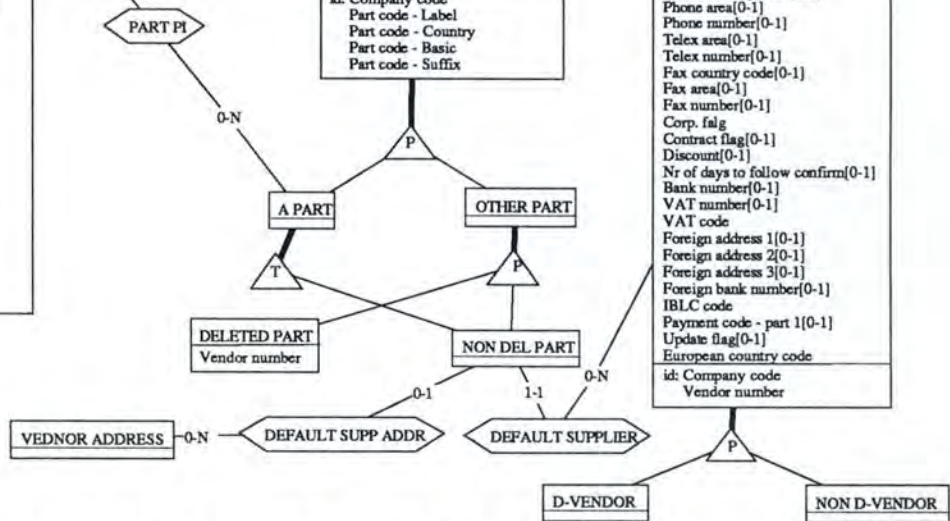 PART PI
id: Company code
Part code - Label
Part code - Country
Part code - Basic
Part code - Suffix
Phone area[0-1]
Phone number[0-1]
Telex area[0-1]
Telex number[0-1]
Fax country code[0-1]
Fax area[0-1]
Fax number[0-1]
Corp. falg
Contract flag[0-1]
Discount[0-1]
Nr of days to follow confirm[0-1]
Bank number[0-1]
VAT number[0-1]
VAT code
Foreign address 1[0-1]
Foreign address 2[0-1]
Foreign address 3[0-1]
Foreign bank number[0-1]
IBLC code
Payment code - part 1[0-1]
Update flag[0-1]
European country code
id: Company code
Vendor number
0-N
P
A PART
OTHER PART
T
P
DELETED PART
Vendor number
NON DEL PART
0-1
1-1
0-N
VEDNOR ADDRESS
0-N
DEFAULT SUPP ADDR
DEFAULT SUPPLIER
P
D-VENDOR
NON D-VENDOR